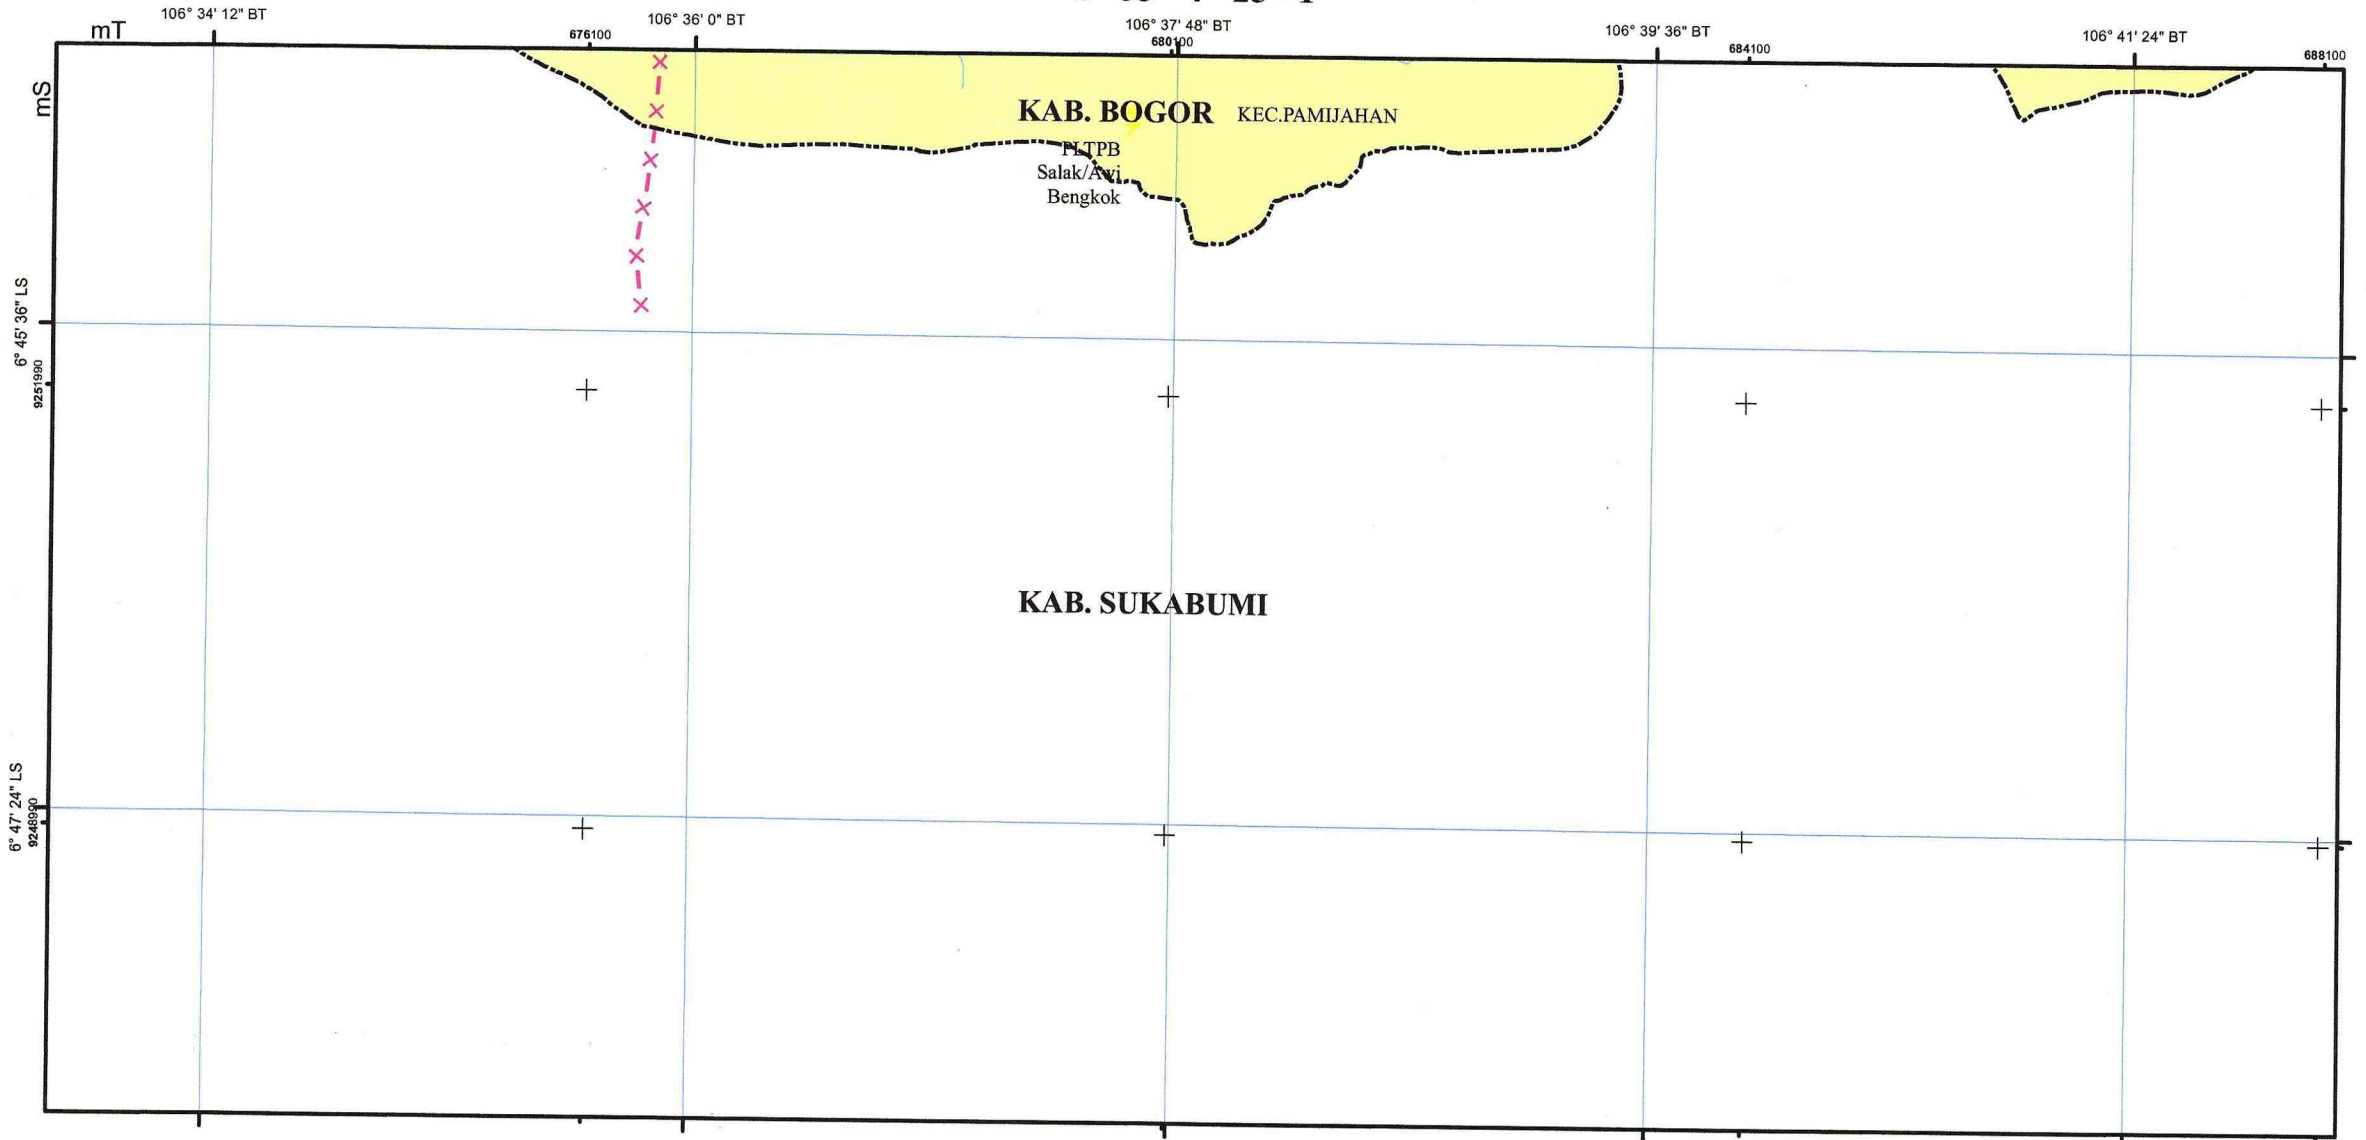 106° 34' 12" BT
106° 36' 0" BT
106° 37' 48" BT
106° 39' 36" BT
106° 41' 24" BT
mT
676100
680100
684100
688100
mS
KAB. BOGOR KEC.PAMIJAHAN
PLTPB
Salak/Awi
Bengkok
6° 45' 36" LS
9251990
KAB. SUKABUMI
6° 47' 24" LS
9248990